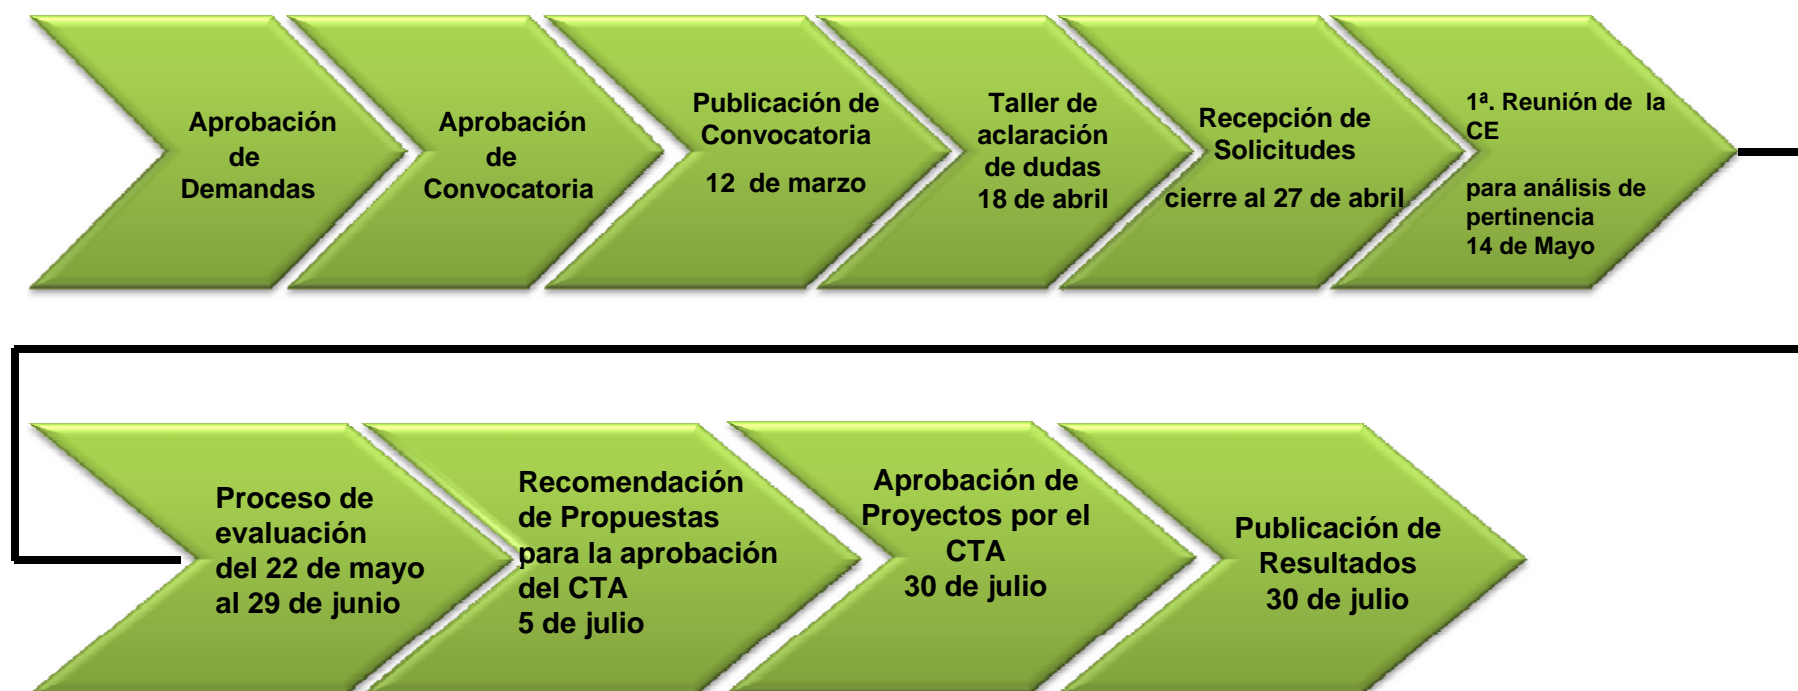 Aprobación
de
Demandas
Aprobación
de
Convocatoria
Publicación de
Convocatoria
12 de marzo
Taller de
aclaración
de dudas
18 de abril
Recepción de
Solicitudes
cierre al 27 de abril
1ª. Reunión de la
CE
para análisis de
pertinencia
14 de Mayo
Proceso de
evaluación
del 22 de mayo
al 29 de junio
Recomendación
de Propuestas
para la aprobación
del CTA
5 de julio
Aprobación de
Proyectos por el
CTA
30 de julio
Publicación de
Resultados
30 de julio